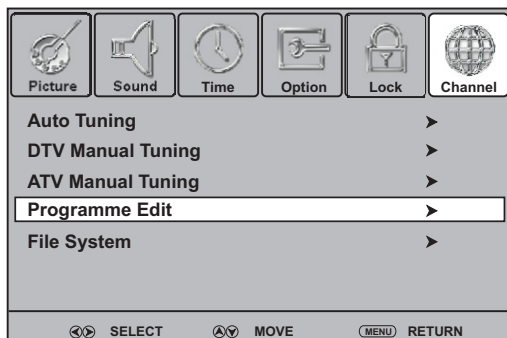 Picture Sound Time Option Lock Channel
Auto Tuning
DTV Manual Tuning
ATV Manual Tuning
Programme Edit
File System
SELECT MOVE MENU RETURN